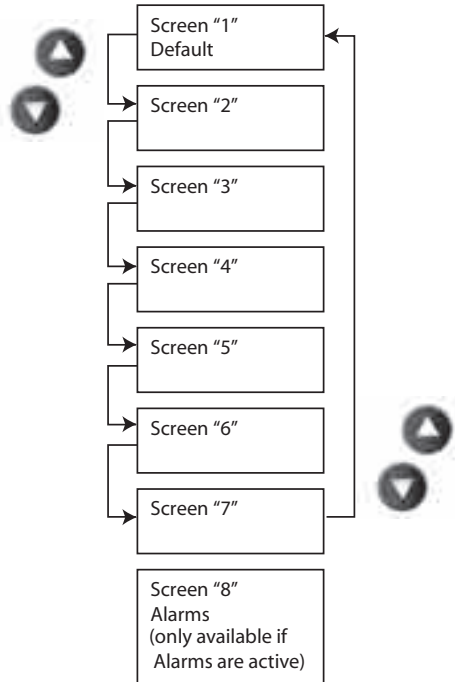 Screen “1”
Default
Screen “2”
Screen “3”
Screen “4”
Screen “5”
Screen “6”
Screen “7”
Screen “8”
Alarms
(only available if
Alarms are active)